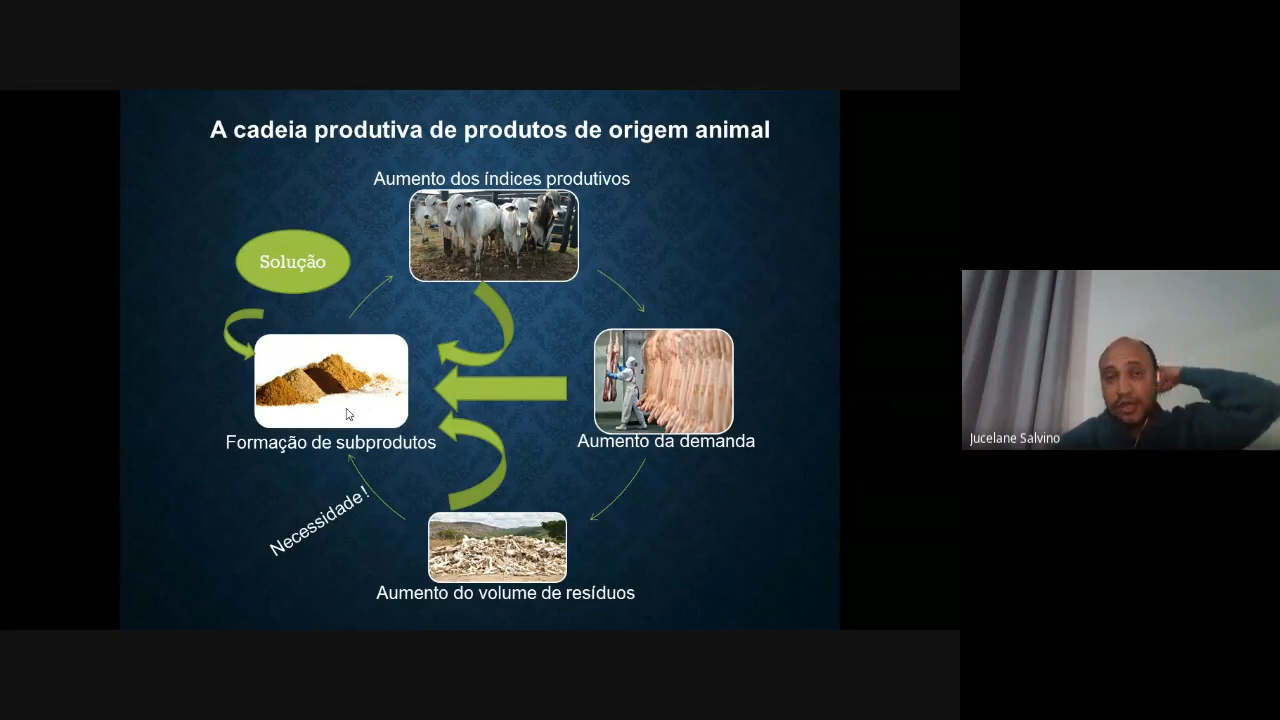 A cadeia produtiva de produtos de origem animal
Aumento dos índices produtivos
Solução
Formação de subprodutos
Aumento da demanda
Necessidade!
Aumento do volume de resíduos
Jucelane Salvino